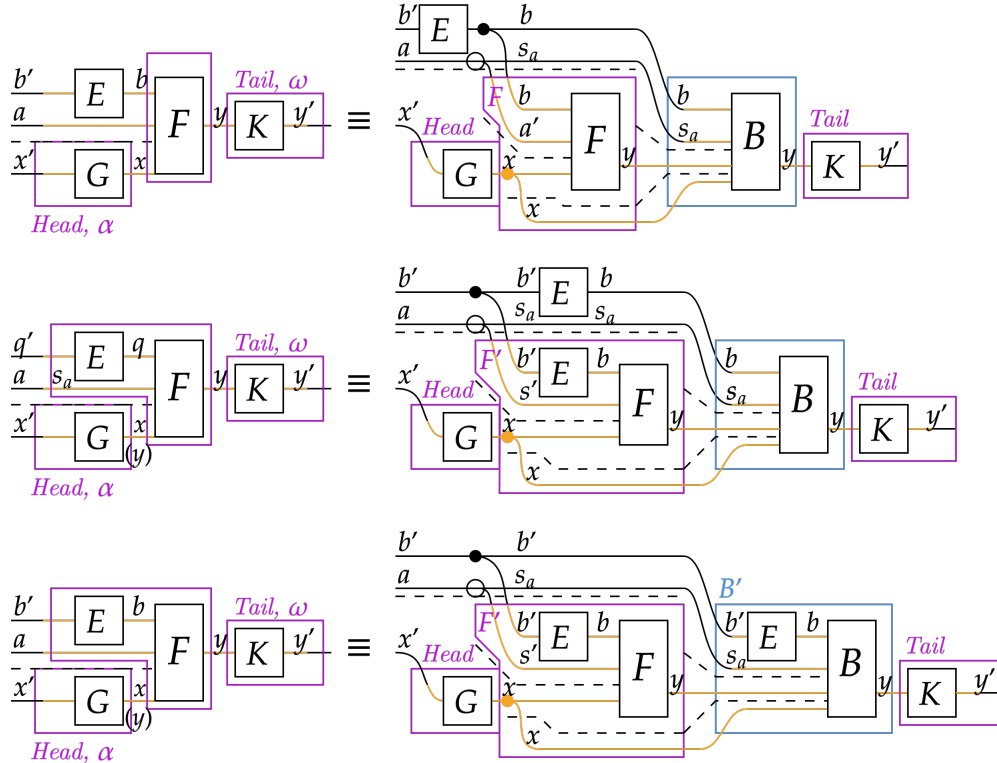 b′ E b
a s_a
b′ E b F y Tail, ω K y′ ≡ F b b
a a′ F s_a B Tail
x′ G x x′ Head G x y y K y′
Head, α x
b′ b′ E b
a s_a s_a
q′ E q F y Tail, ω K y′ ≡ F′ b′ E b b
a s_a x′ s′ F s_a B Tail
x′ G x (y) Head G x y y K y′
Head, α x
b′ b′
a s_a B′
b′ E b F y Tail, ω K y′ ≡ F′ b′ E b b′ E b
a x′ s′ F s_a B Tail
x′ G x (y) Head G x y y K y′
Head, α x